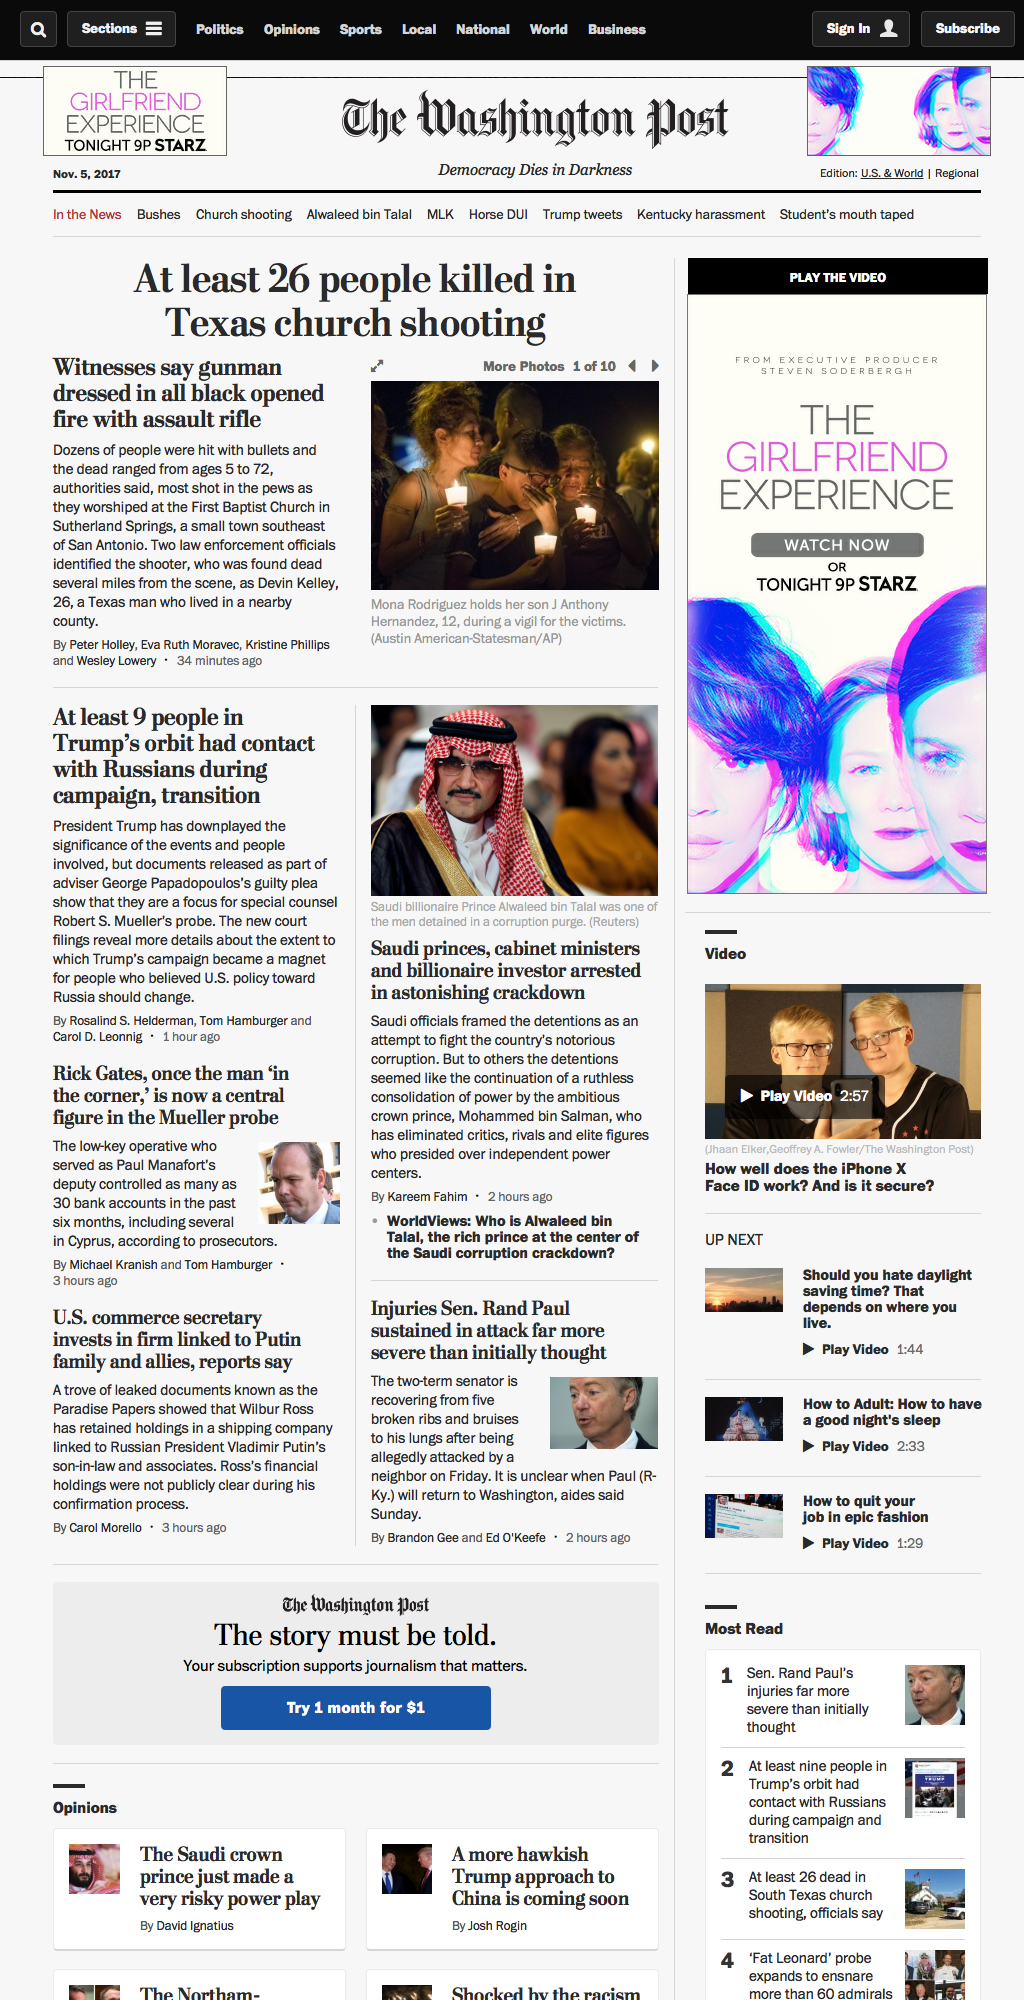 Sections
Politics
Opinions
Sports
Local
National
World
Business
Sign In
Subscribe
THE
GIRLFRIEND
EXPERIENCE
TONIGHT 9P STARZ
The Washington Post
Democracy Dies in Darkness
Nov. 5, 2017
Edition: U.S. & World | Regional
In the News
Bushes
Church shooting
Alwaleed bin Talal
MLK
Horse DUI
Trump tweets
Kentucky harassment
Student's mouth taped
At least 26 people killed in
Texas church shooting
Witnesses say gunman
dressed in all black opened
fire with assault rifle
Dozens of people were hit with bullets and
the dead ranged from ages 5 to 72,
authorities said, most shot in the pews as
they worshiped at the First Baptist Church in
Sutherland Springs, a small town southeast
of San Antonio. Two law enforcement officials
identified the shooter, who was found dead
several miles from the scene, as Devin Kelley,
26, a Texas man who lived in a nearby
county.
By Peter Holley, Eva Ruth Moravec, Kristine Phillips
and Wesley Lowery • 34 minutes ago
More Photos 1 of 10
Mona Rodriguez holds her son J Anthony
Hernandez, 12, during a vigil for the victims.
(Austin American-Statesman/AP)
At least 9 people in
Trump's orbit had contact
with Russians during
campaign, transition
President Trump has downplayed the
significance of the events and people
involved, but documents released as part of
adviser George Papadopoulos's guilty plea
show that they are a focus for special counsel
Robert S. Mueller's probe. The new court
filings reveal more details about the extent to
which Trump's campaign became a magnet
for people who believed U.S. policy toward
Russia should change.
By Rosalind S. Helderman, Tom Hamburger and
Carol D. Leonnig • 1 hour ago
Rick Gates, once the man 'in
the corner,' is now a central
figure in the Mueller probe
The low-key operative who
served as Paul Manafort's
deputy controlled as many as
30 bank accounts in the past
six months, including several
in Cyprus, according to prosecutors.
By Michael Kranish and Tom Hamburger •
3 hours ago
U.S. commerce secretary
invests in firm linked to Putin
family and allies, reports say
A trove of leaked documents known as the
Paradise Papers showed that Wilbur Ross
has retained holdings in a shipping company
linked to Russian President Vladimir Putin's
son-in-law and associates. Ross's financial
holdings were not publicly clear during his
confirmation process.
By Carol Morello • 3 hours ago
Saudi billionaire Prince Alwaleed bin Talal was one of
the men detained in a corruption purge. (Reuters)
Saudi princes, cabinet ministers
and billionaire investor arrested
in astonishing crackdown
Saudi officials framed the detentions as an
attempt to fight the country's notorious
corruption. But to others the detentions
seemed like the continuation of a ruthless
consolidation of power by the ambitious
crown prince, Mohammed bin Salman, who
has eliminated critics, rivals and elite figures
who presided over independent power
centers.
By Kareem Fahim • 2 hours ago
• WorldViews: Who is Alwaleed bin
Talal, the rich prince at the center of
the Saudi corruption crackdown?
Injuries Sen. Rand Paul
sustained in attack far more
severe than initially thought
The two-term senator is
recovering from five
broken ribs and bruises
to his lungs after being
allegedly attacked by a
neighbor on Friday. It is unclear when Paul (R-
Ky.) will return to Washington, aides said
Sunday.
By Brandon Gee and Ed O'Keefe • 2 hours ago
The Washington Post
The story must be told.
Your subscription supports journalism that matters.
Try 1 month for $1
Opinions
The Saudi crown
prince just made a
very risky power play
By David Ignatius
A more hawkish
Trump approach to
China is coming soon
By Josh Rogin
The Northam-
Shocked by the racism
PLAY THE VIDEO
FROM EXECUTIVE PRODUCER
STEVEN SODERBERGH
THE
GIRLFRIEND
EXPERIENCE
WATCH NOW
OR
TONIGHT 9P STARZ
Video
Play Video 2:57
(Jhaan Elker,Geoffrey A. Fowler/The Washington Post)
How well does the iPhone X
Face ID work? And is it secure?
UP NEXT
Should you hate daylight
saving time? That
depends on where you
live.
Play Video 1:44
How to Adult: How to have
a good night's sleep
Play Video 2:33
How to quit your
job in epic fashion
Play Video 1:29
Most Read
1 Sen. Rand Paul's
injuries far more
severe than initially
thought
2 At least nine people in
Trump's orbit had
contact with Russians
during campaign and
transition
3 At least 26 dead in
South Texas church
shooting, officials say
4 'Fat Leonard' probe
expands to ensnare
more than 60 admirals